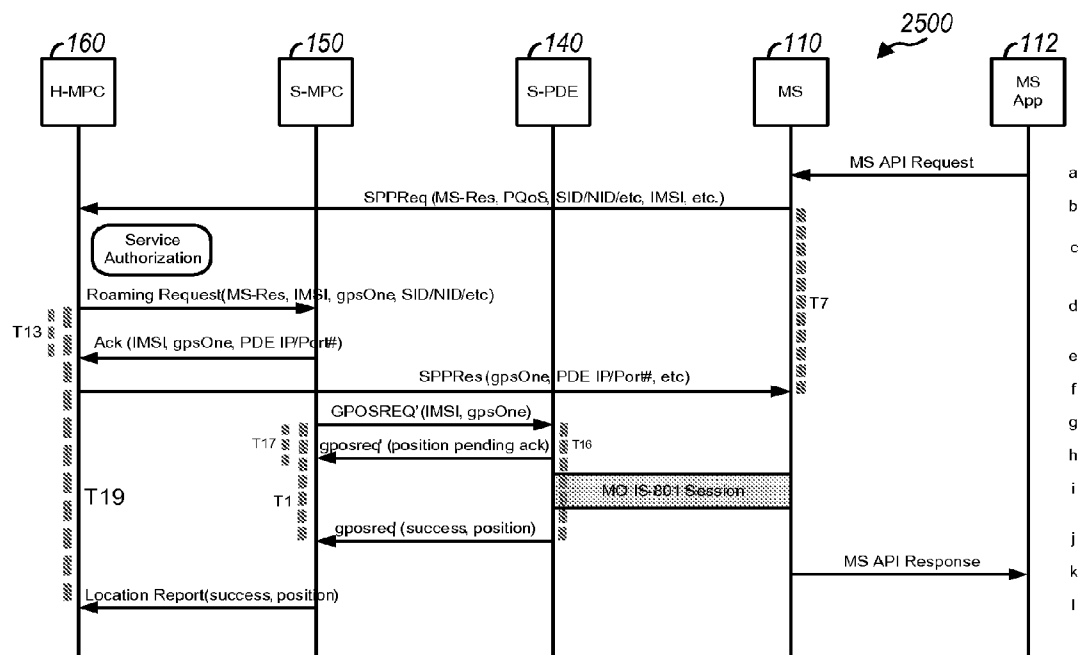 160 150 140 110 2500 112
H-MPC S-MPC S-PDE MS MS
App
MS API Request a
SPPReq (MS-Res, PQoS, SID/NID/etc, IMSI, etc.) b
Service
Authorization c
Roaming Request(MS-Res, IMSI, gpsOne, SID/NID/etc) T7 d
T13
Ack (IMSI, gpsOne, PDE IP/Port#) e
SPPRes (gpsOne, PDE IP/Port#, etc) f
GPOSREQ'(IMSI, gpsOne) g
T17 gposreq' (position pending ack) T16 h
T19 T1 MO IS-801 Session i
gposreq' (success, position) j
MS API Response k
Location Report(success, position) l